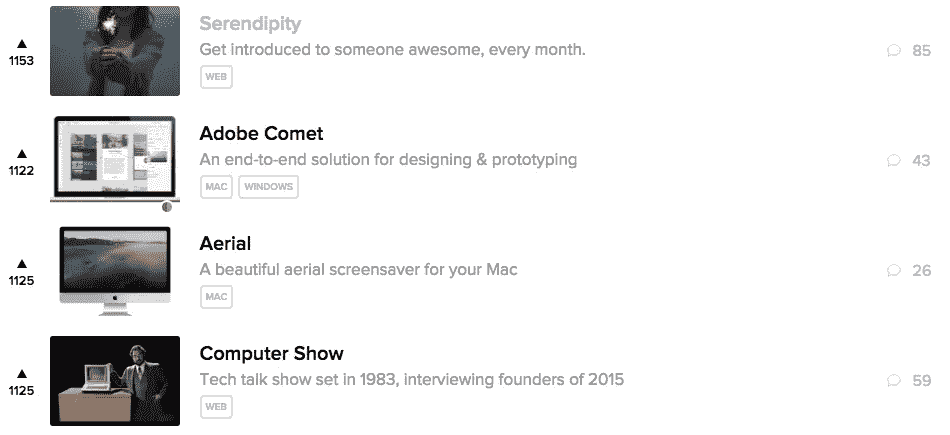 Serendipity
1153
Get introduced to someone awesome, every month.
85
WEB
Adobe Comet
1122
An end-to-end solution for designing & prototyping
43
MAC WINDOWS
Aerial
1125
A beautiful aerial screensaver for your Mac
26
MAC
Computer Show
1125
Tech talk show set in 1983, interviewing founders of 2015
59
WEB